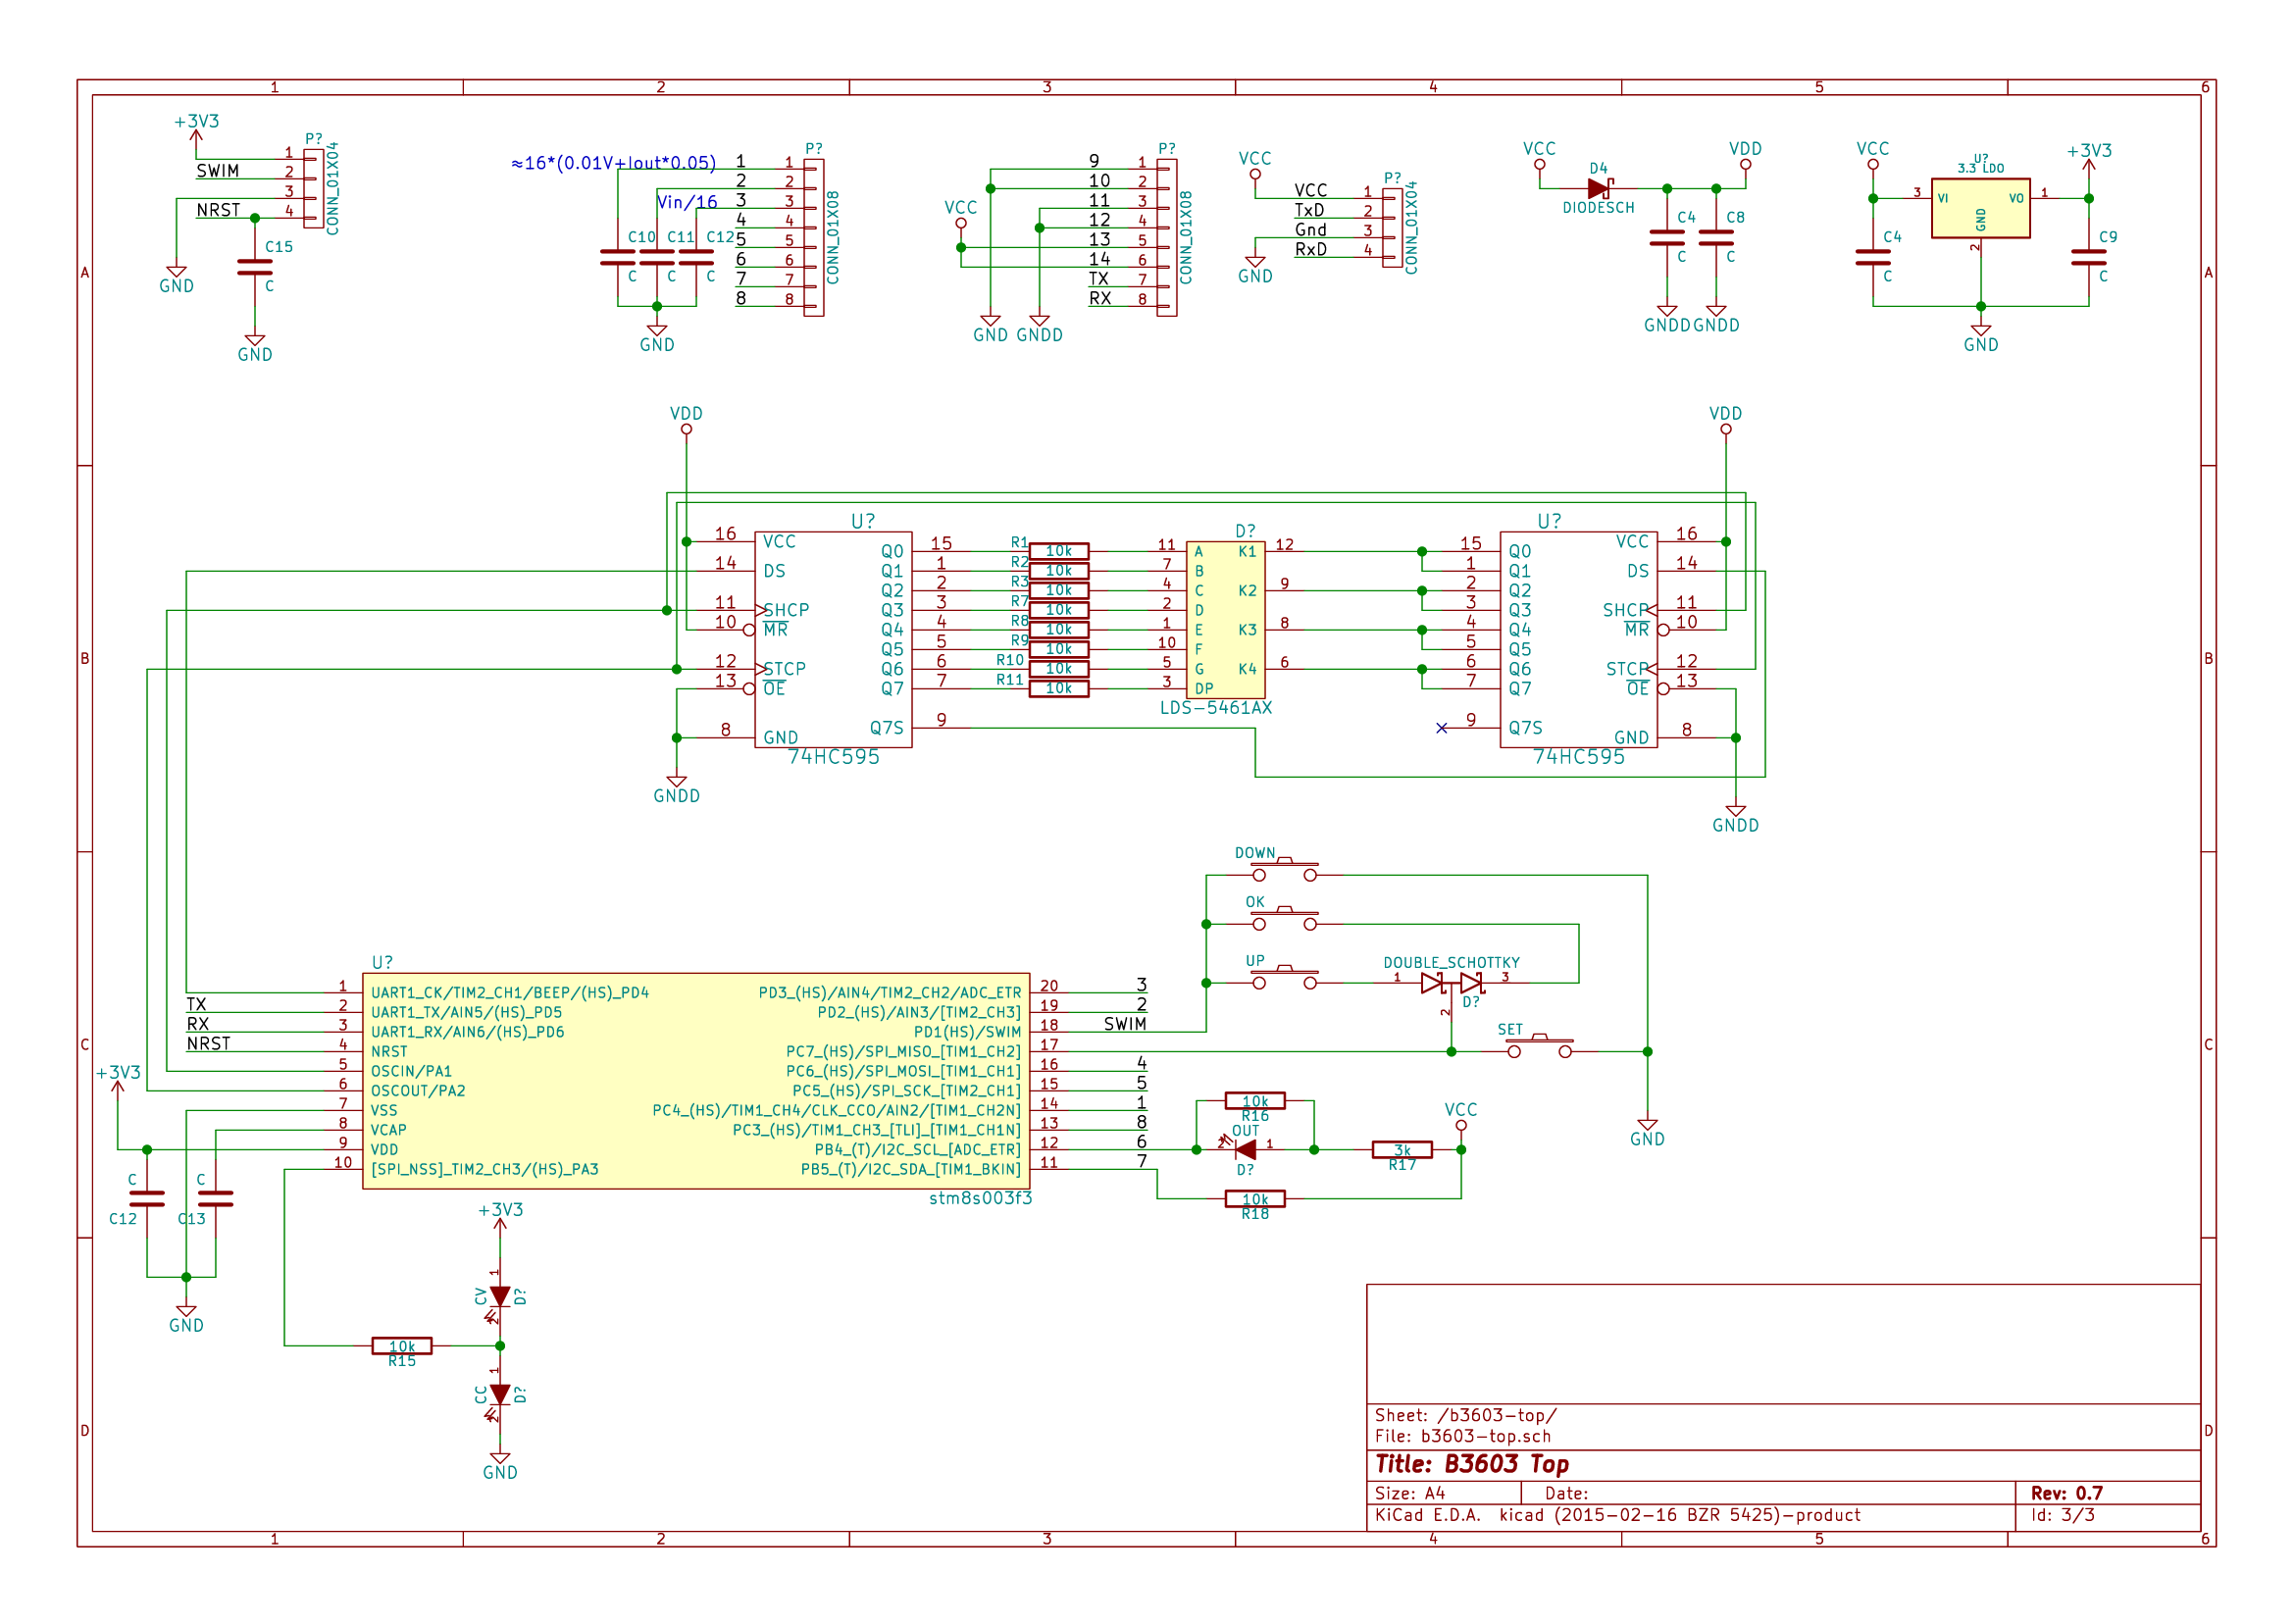 1 2 3 4 5 6
A
B
C
D
A
B
C
D
1 2 3 4 5 6
+3V3
P?
1
SWIM 2
3
NRST 4
CONN_01X04
C15
C
GND
GND
≈16*(0.01V+Iout*0.05)
Vin/16
P?
1 1
2 2
3 3
4 4
5 5
6 6
7 7
8 8
CONN_01X08
C10 C11 C12
C C C
GND
P?
9 1
10 2
11 3
12 4
13 5
14 6
TX 7
RX 8
CONN_01X08
VCC
GND GNDD
VCC
P?
VCC 1
TxD 2
Gnd 3
RxD 4
CONN_01X04
GND
VCC
D4
DIODESCH
VDD
C4 C8
C C
GNDD GNDD
VCC
U?
3.3 LDO
3 VI VO 1
GND
2
+3V3
C4 C9
C C
GND
VDD
U?
16 VCC
14 DS
11 SHCP
10 MR
12 STCP
13 OE
8 GND
Q0 15
Q1 1
Q2 2
Q3 3
Q4 4
Q5 5
Q6 6
Q7 7
Q7S 9
74HC595
GNDD
R1 10k
R2 10k
R3 10k
R7 10k
R8 10k
R9 10k
R10 10k
R11 10k
D?
11 A K1 12
7 B
4 C K2 9
2 D
1 E K3 8
10 F
5 G K4 6
3 DP
LDS-5461AX
VDD
U?
15 Q0
1 Q1
2 Q2
3 Q3
4 Q4
5 Q5
6 Q6
7 Q7
9 Q7S
VCC 16
DS 14
SHCP 11
MR 10
STCP 12
OE 13
GND 8
74HC595
GNDD
DOWN
OK
UP
DOUBLE_SCHOTTKY
1 3
D?
2
SET
GND
U?
1 UART1_CK/TIM2_CH1/BEEP/(HS)_PD4
TX 2 UART1_TX/AIN5/(HS)_PD5
RX 3 UART1_RX/AIN6/(HS)_PD6
NRST 4 NRST
5 OSCIN/PA1
6 OSCOUT/PA2
7 VSS
8 VCAP
9 VDD
10 [SPI_NSS]_TIM2_CH3/(HS)_PA3
PD3_(HS)/AIN4/TIM2_CH2/ADC_ETR 20 3
PD2_(HS)/AIN3/[TIM2_CH3] 19 2
PD1(HS)/SWIM 18 SWIM
PC7_(HS)/SPI_MISO_[TIM1_CH2] 17
PC6_(HS)/SPI_MOSI_[TIM1_CH1] 16 4
PC5_(HS)/SPI_SCK_[TIM2_CH1] 15 5
PC4_(HS)/TIM1_CH4/CLK_CCO/AIN2/[TIM1_CH2N] 14 1
PC3_(HS)/TIM1_CH3_[TLI]_[TIM1_CH1N] 13 8
PB4_(T)/I2C_SCL_[ADC_ETR] 12 6
PB5_(T)/I2C_SDA_[TIM1_BKIN] 11 7
stm8s003f3
+3V3
C C
C12 C13
GND
10k
R16
OUT
2 1
D?
3k
R17
VCC
10k
R18
+3V3
1
CV D?
2
10k
R15
1
CC D?
2
GND
Sheet: /b3603-top/
File: b3603-top.sch
Title: B3603 Top
Size: A4 Date: Rev: 0.7
KiCad E.D.A. kicad (2015-02-16 BZR 5425)-product Id: 3/3